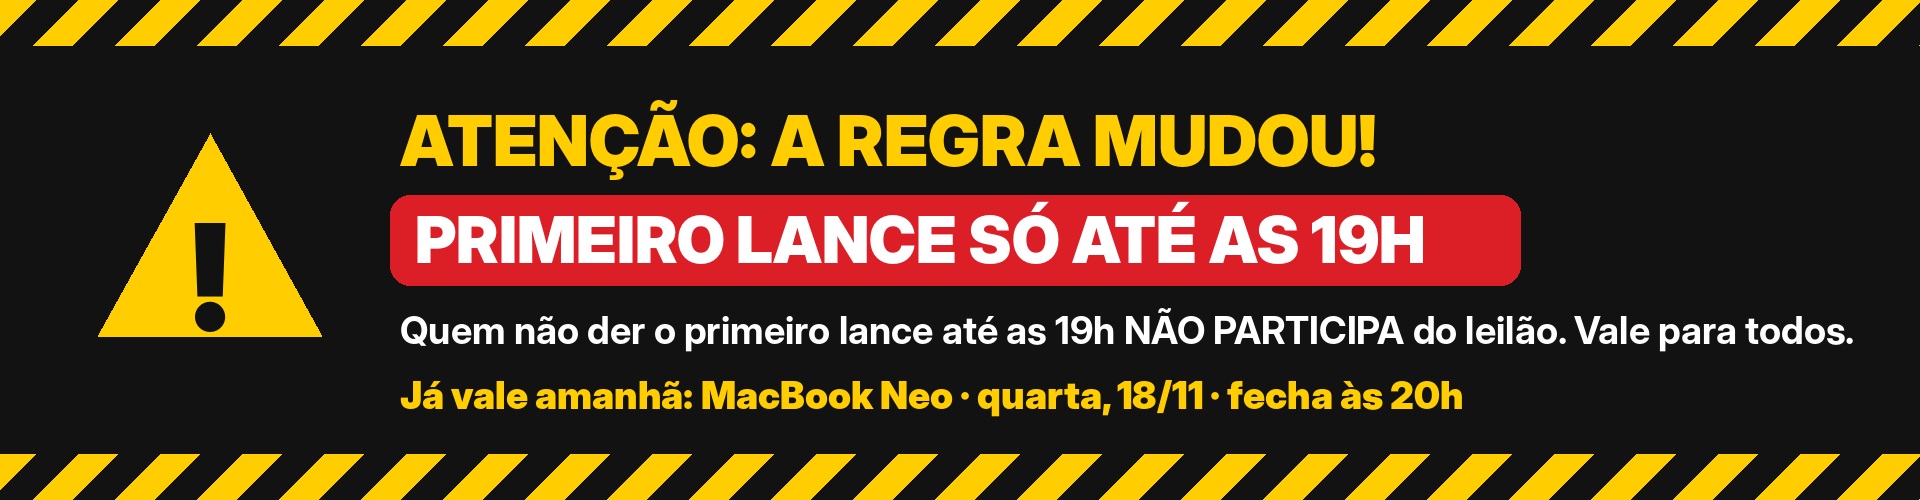 ATENÇÃO: A REGRA MUDOU!
PRIMEIRO LANCE SÓ ATÉ AS 19H
Quem não der o primeiro lance até as 19h NÃO PARTICIPA do leilão. Vale para todos.
Já vale amanhã: MacBook Neo · quarta, 18/11 · fecha às 20h